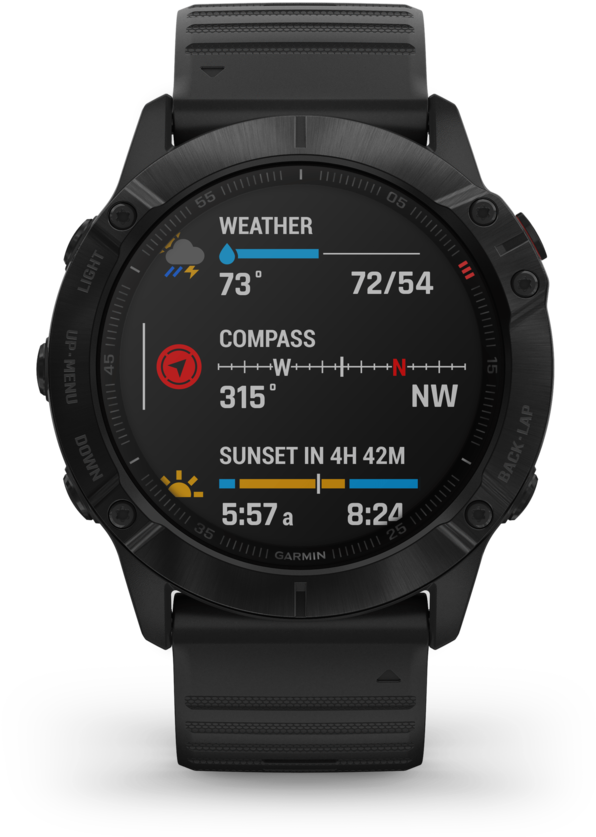 55
05
LIGHT
WEATHER
73°
72/54
UP·MENU
45
COMPASS
W
N
15
315°
NW
DOWN
SUNSET IN 4H 42M
BACK·LAP
5:57 a
8:24
35
GARMIN
25